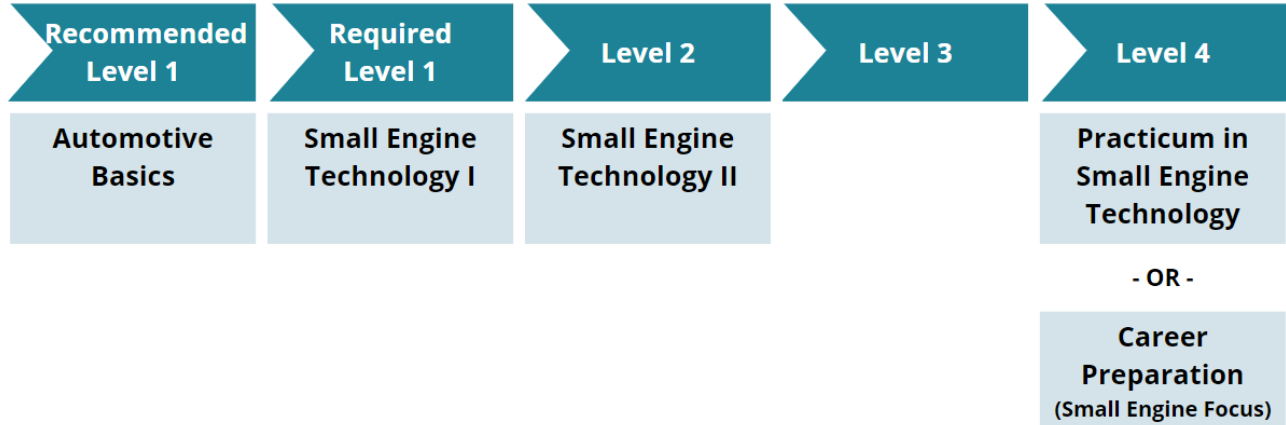 Recommended
Level 1
Required
Level 1
Level 2
Level 3
Level 4
Automotive
Basics
Small Engine
Technology I
Small Engine
Technology II
Practicum in
Small Engine
Technology
- OR -
Career
Preparation
(Small Engine Focus)